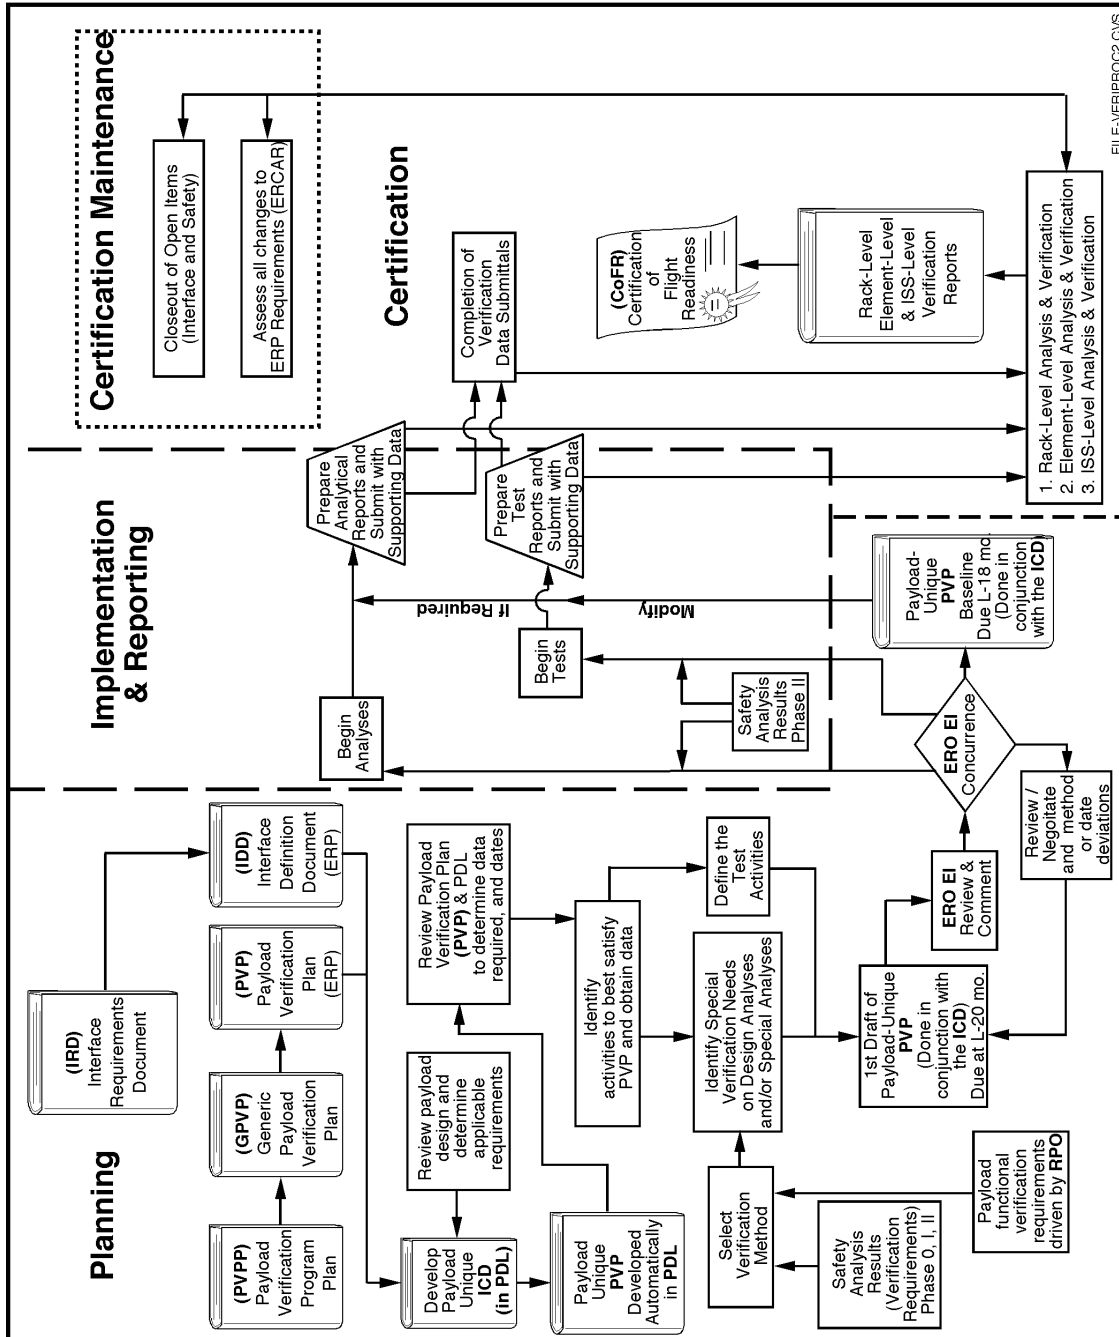 Planning
(IRD)
Interface
Requirements
Document
(PVPP)
Payload
Verification
Program
Plan
(GPVP)
Generic
Payload
Verification
Plan
(PVP)
Payload
Verification
Plan
(ERP)
(IDD)
Interface
Definition
Document
(ERP)
Develop
Payload
Unique
ICD
(in PDL)
Review payload
design and
determine
applicable
requirements
Review Payload
Verification Plan
(PVP) & PDL
to determine data
required, and dates
Payload
Unique
PVP
Developed
Automatically
in PDL
Identify
activities to best satisfy
PVP and obtain data
Select
Verification
Method
Identify Special
Verification Needs
on Design Analyses
and/or Special Analyses
Define the
Test
Activities
Safety Analysis
Results
(Verification
Requirements)
Phase 0, I, II
Payload
functional
verification
requirements
driven by RPO
1st Draft of
Payload-Unique
PVP
(Done in
conjunction with
the ICD)
Due at L-20 mo.
ERO EI
Review &
Comment
Review /
Negoitate
and method
or date
deviations
ERO EI
Concurrence
Payload-
Unique
PVP
Baseline
Due L-18 mo.
(Done in
conjunction
with the ICD)
Implementation
& Reporting
Begin
Analyses
Begin
Tests
Safety
Analysis
Results
Phase II
Modify
If Required
Prepare
Analytical
Reports and
Submit with
Supporting Data
Prepare
Test
Reports and
Submit with
Supporting Data
Certification Maintenance
Closeout of Open Items
(Interface and Safety)
Assess all changes to
ERP Requirements (ERCAR)
Certification
Completion of
Verification
Data Submittals
(CoFR)
Certification
of
Flight
Readiness
Rack-Level
Element-Level
& ISS-Level
Verification
Reports
1. Rack-Level Analysis & Verification
2. Element-Level Analysis & Verification
3. ISS-Level Analysis & Verification
FILE-VERIPROC2.CVS